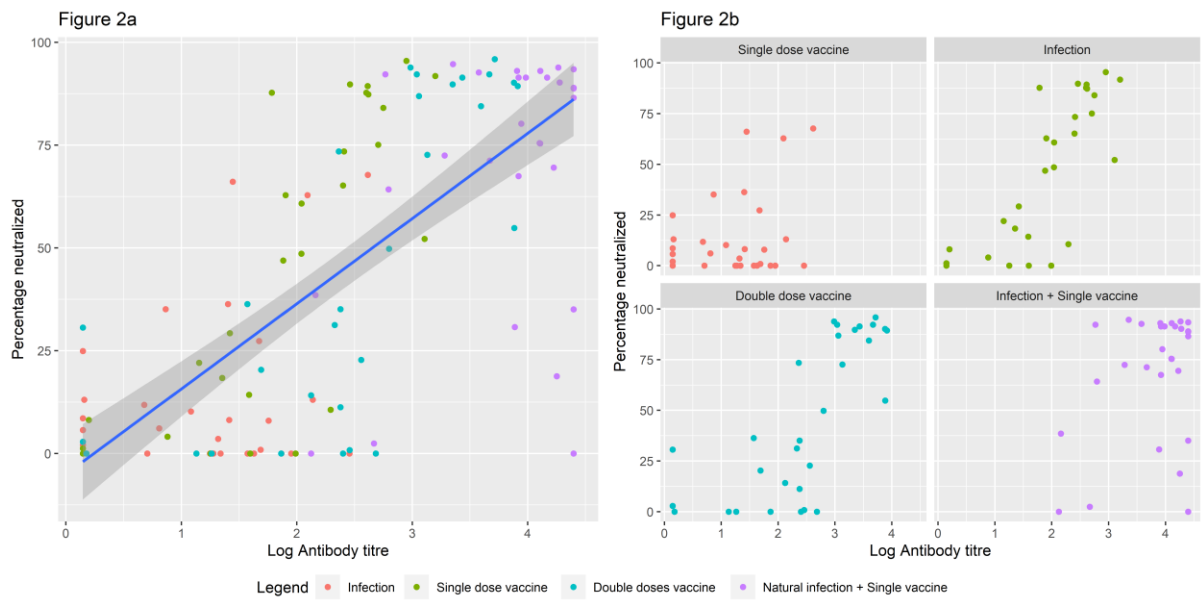 Figure 2a
Figure 2b
Single dose vaccine
Infection
100
75
50
25
0
Percentage neutralized
0
1
2
3
4
Log Antibody titre
100
75
50
25
0
Double dose vaccine
Infection + Single vaccine
100
75
50
25
0
Percentage neutralized
0
1
2
3
4
0
1
2
3
4
Log Antibody titre
Legend
Infection
Single dose vaccine
Double doses vaccine
Natural infection + Single vaccine